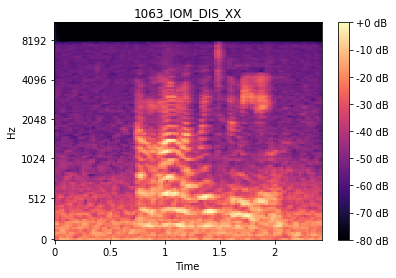 1063_IOM_DIS_XX
+0 dB
8192
-10 dB
4096
-20 dB
-30 dB
2048
Hz
-40 dB
1024
-50 dB
512
-60 dB
-70 dB
0
-80 dB
0 0.5 1 1.5 2
Time